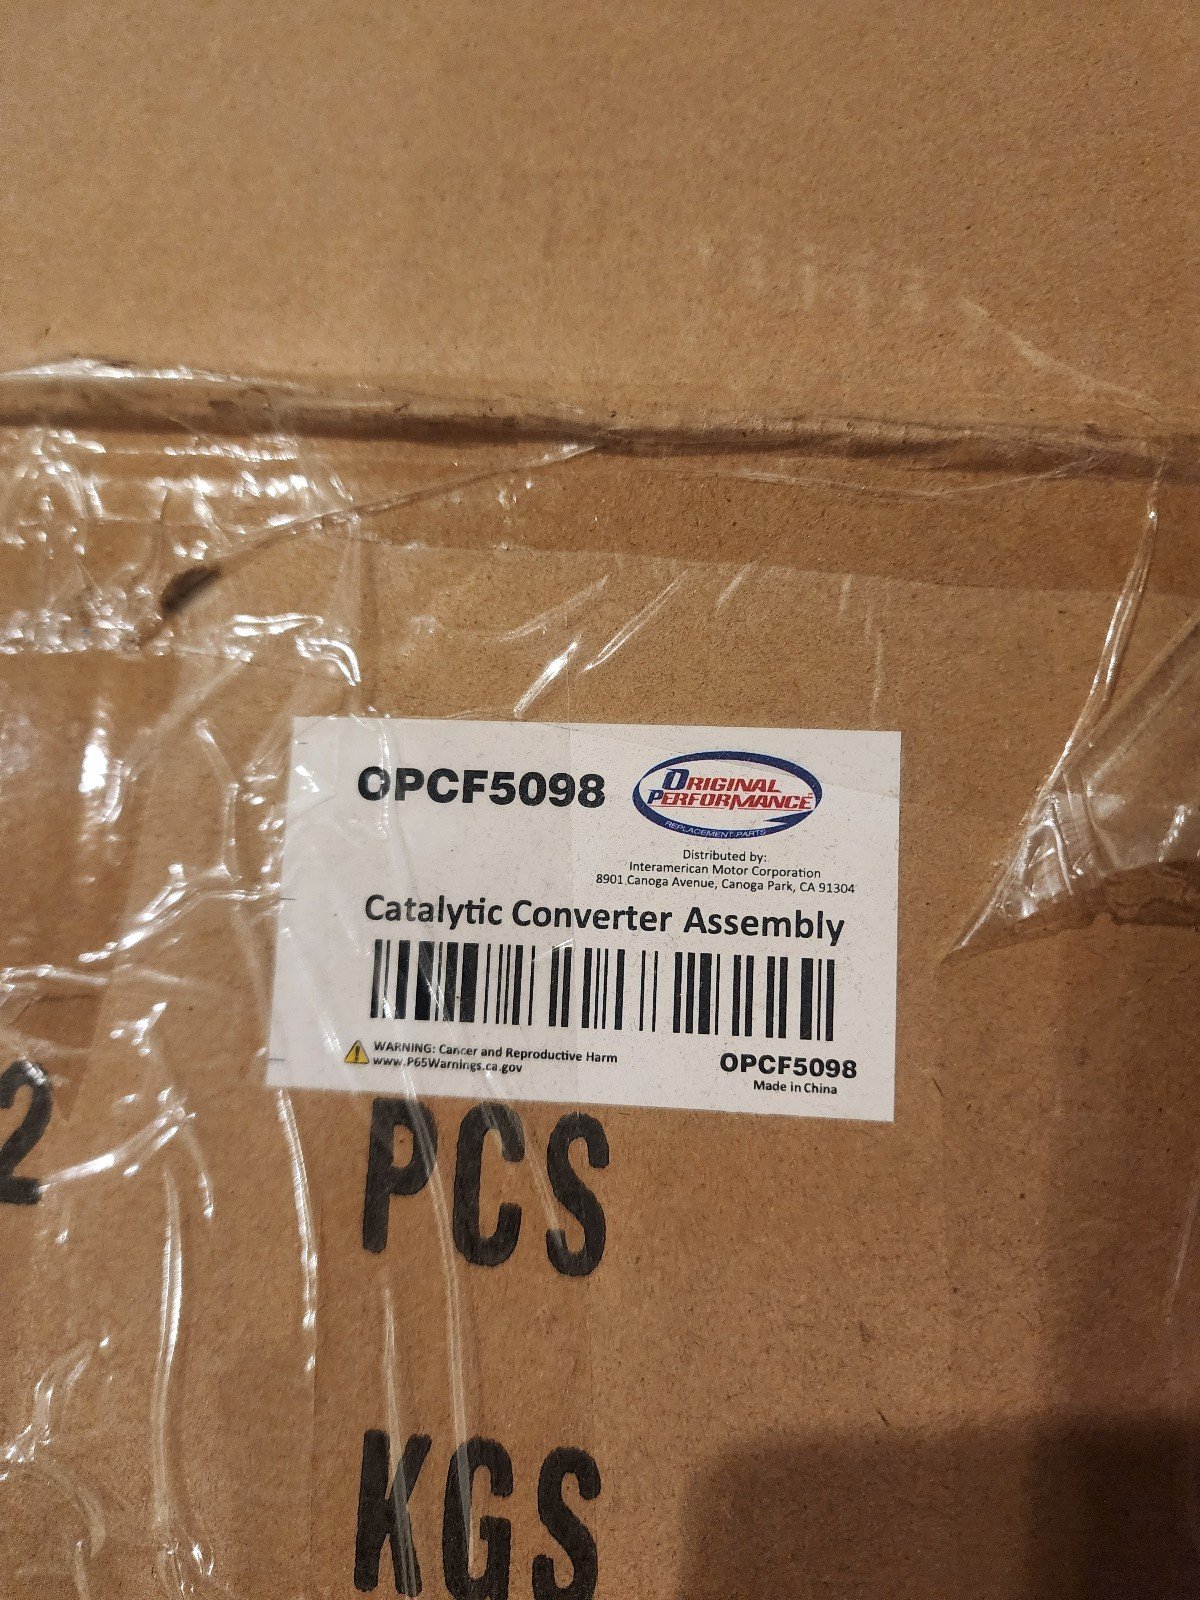 OPCF5098
ORIGINAL
PERFORMANCE
REPLACEMENT PARTS
Distributed by:
Interamerican Motor Corporation
8901 Canoga Avenue, Canoga Park, CA 91304
Catalytic Converter Assembly
WARNING: Cancer and Reproductive Harm
www.P65Warnings.ca.gov
OPCF5098
Made in China
2 PCS
KGS